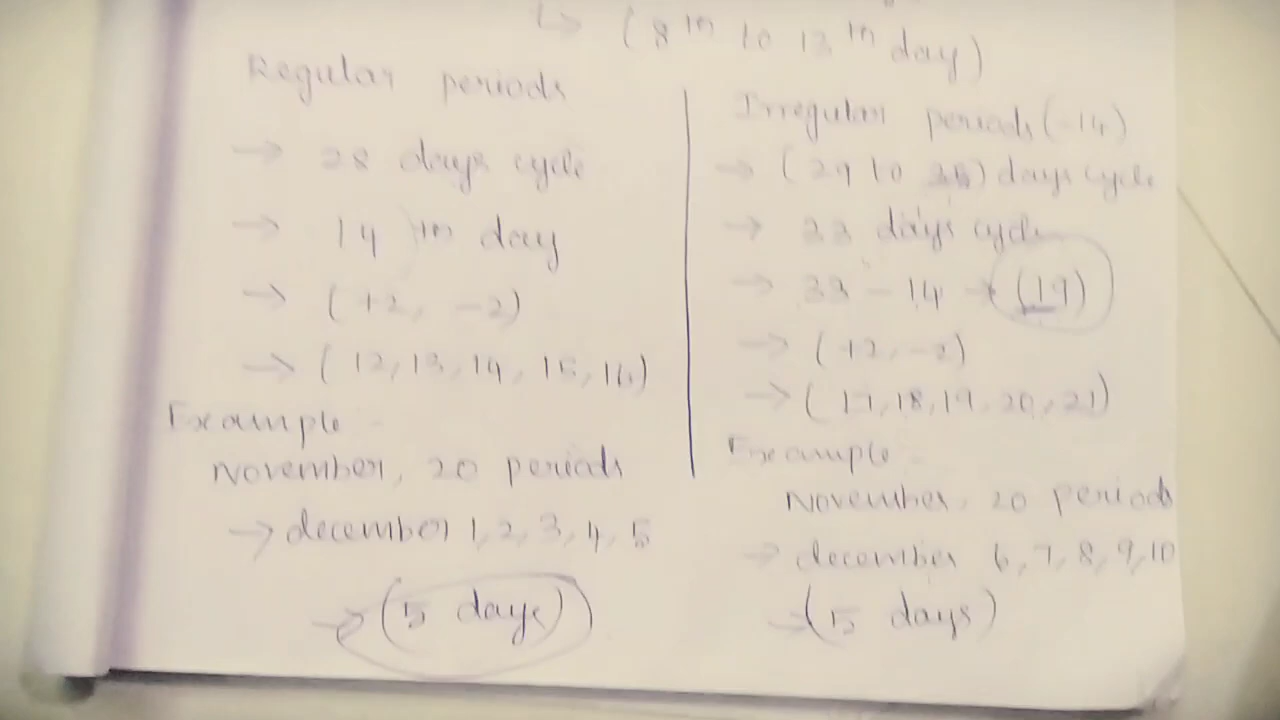 (8th to 13th day)
Regular periods
→ 28 days cycle
→ 14th day
→ (+2, -2)
→ (12, 13, 14, 15, 16)
Example
November, 20 periods
→ december 1, 2, 3, 4, 5
→ (5 days)
Irregular periods (-14)
→ (29 to 35) days cycle
→ 33 days cycle
→ 33 - 14 → (19)
→ (+2, -2)
→ (17, 18, 19, 20, 21)
Example
November, 20 periods
→ december 6, 7, 8, 9, 10
→ (5 days)